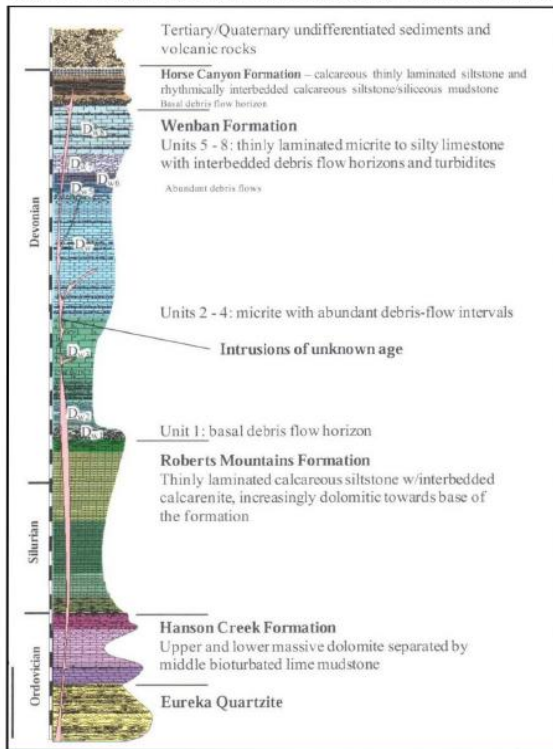 Tertiary/Quaternary undifferentiated sediments and
volcanic rocks
Horse Canyon Formation – calcareous thinly laminated siltstone and
rhythmically interbedded calcareous siltstone/siliceous mudstone
Basal debris flow horizon
Wenban Formation
Units 5 - 8: thinly laminated micrite to silty limestone
with interbedded debris flow horizons and turbidites
Abundant debris flows
Units 2 - 4: micrite with abundant debris-flow intervals
Intrusions of unknown age
Unit 1: basal debris flow horizon
Roberts Mountains Formation
Thinly laminated calcareous siltstone w/interbedded
calcarenite, increasingly dolomitic towards base of
the formation
Hanson Creek Formation
Upper and lower massive dolomite separated by
middle bioturbated lime mudstone
Eureka Quartzite
Devonian
Silurian
Ordovician